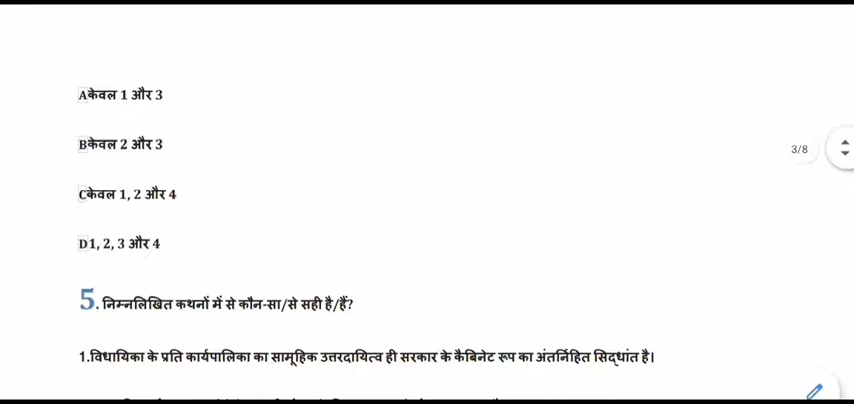 Aकेवल 1 और 3
Bकेवल 2 और 3
3/8
Cकेवल 1, 2 और 4
D1, 2, 3 और 4
5. निम्नलिखित कथनों में से कौन-सा/से सही है/हैं?
1.विधायिका के प्रति कार्यपालिका का सामूहिक उत्तरदायित्व ही सरकार के कैबिनेट रूप का अंतर्निहित सिद्धांत है।